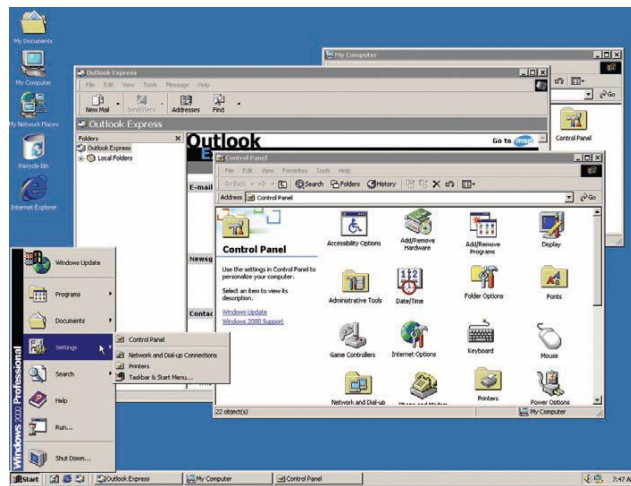 My Documents
My Computer
My Network Places
Recycle Bin
Internet Explorer
My Computer
Go
Control Panel
Outlook Express
File Edit View Tools Message Help
New Mail Send/Recv Addresses Find
Outlook Express
Folders
Outlook Express
Local Folders
Outlook
Go to msn
E-mail
Newsg
Contac
Control Panel
File Edit View Favorites Tools Help
Back Search Folders History
Address Control Panel Go
Control Panel
Use the settings in Control Panel to
personalize your computer.
Select an item to view its
description.
Windows Update
Windows 2000 Support
Accessibility Options
Add/Remove
Hardware
Add/Remove
Programs
Display
Administrative Tools
Date/Time
Folder Options
Fonts
Game Controllers
Internet Options
Keyboard
Mouse
Network and Dial-up
Phone and Modem
Printers
Power Options
22 object(s)
My Computer
Windows 2000 Professional
Windows Update
Programs
Documents
Settings
Search
Help
Run...
Shut Down...
Control Panel
Network and Dial-up Connections
Printers
Taskbar & Start Menu...
Start Outlook Express My Computer Control Panel 7:47 A